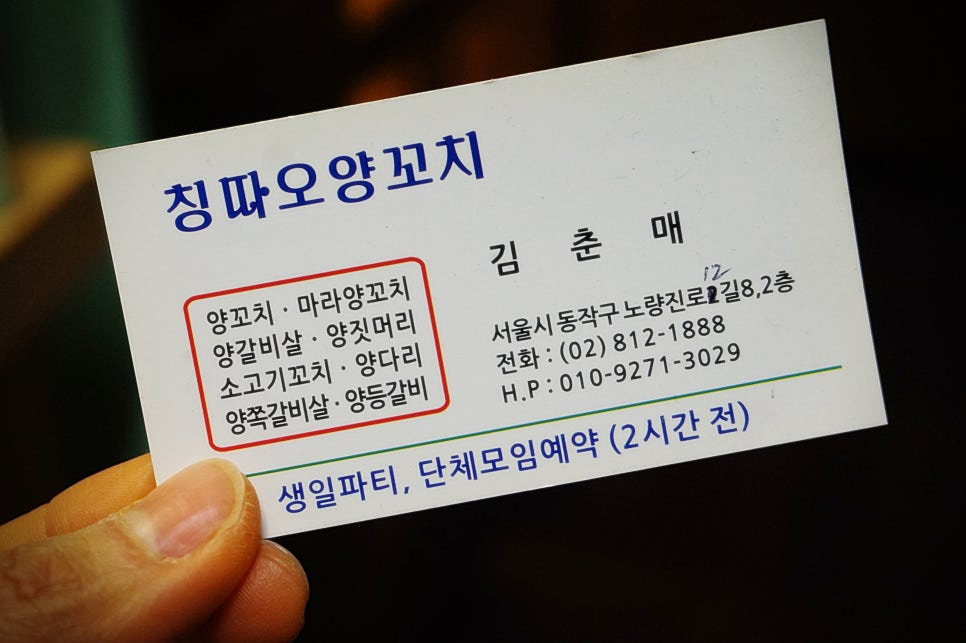 칭따오양꼬치
김 춘 매
양꼬치 · 마라양꼬치
양갈비살 · 양짓머리
소고기꼬치 · 양다리
양쪽갈비살 · 양등갈비
12
서울시 동작구 노량진로2길8,2층
전화 : (02) 812-1888
H.P : 010-9271-3029
생일파티, 단체모임예약 (2시간 전)